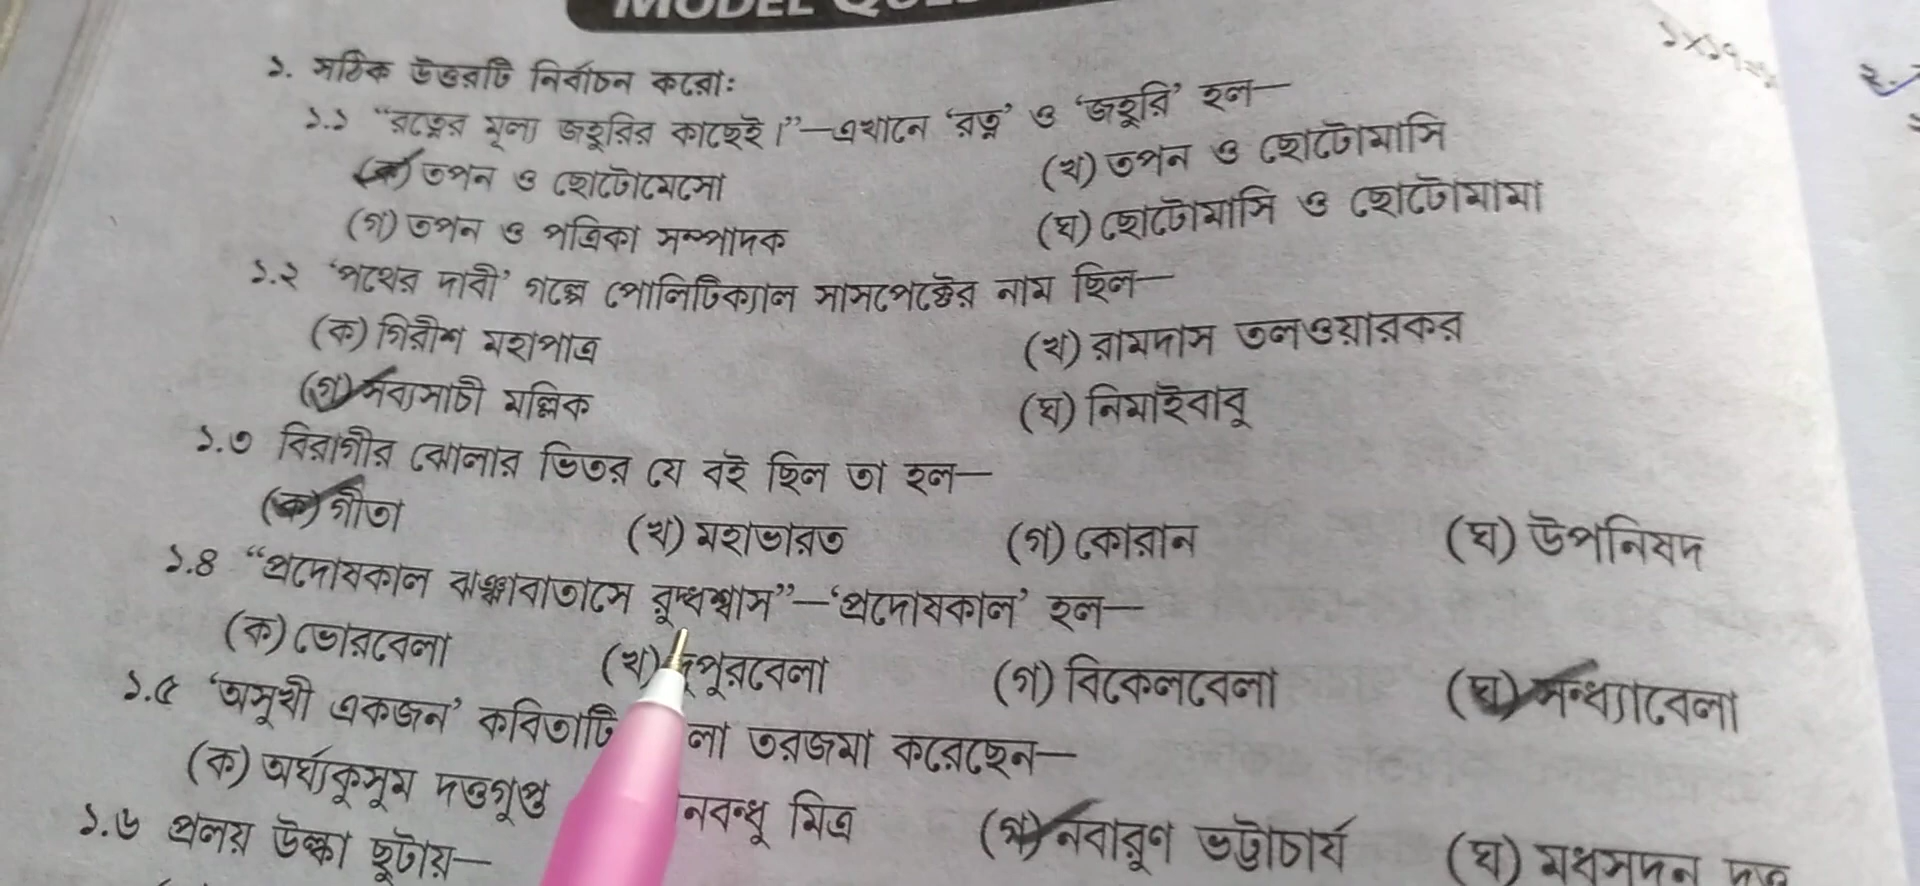 MODEL
১. সঠিক উত্তরটি নির্বাচন করো:
১.১ “রত্নের মূল্য জহুরির কাছেই।”—এখানে ‘রত্ন’ ও ‘জহুরি’ হল—
(ক) তপন ও ছোটোমেসো (খ) তপন ও ছোটোমাসি
(গ) তপন ও পত্রিকা সম্পাদক (ঘ) ছোটোমাসি ও ছোটোমামা
১.২ ‘পথের দাবী’ গল্পে পোলিটিক্যাল সাসপেক্টের নাম ছিল—
(ক) গিরীশ মহাপাত্র (খ) রামদাস তলওয়ারকর
(গ) সব্যসাচী মল্লিক (ঘ) নিমাইবাবু
১.৩ বিরাগীর ঝোলার ভিতর যে বই ছিল তা হল—
(ক) গীতা (খ) মহাভারত (গ) কোরান (ঘ) উপনিষদ
১.৪ “প্রদোষকাল ঝঞ্ঝাবাতাসে রুদ্ধশ্বাস”—‘প্রদোষকাল’ হল—
(ক) ভোরবেলা (খ) দুপুরবেলা (গ) বিকেলবেলা (ঘ) সন্ধ্যাবেলা
১.৫ ‘অসুখী একজন’ কবিতাটি লা তরজমা করেছেন—
(ক) অর্ঘ্যকুসুম দত্তগুপ্ত নবন্ধু মিত্র (গ) নবারুণ ভট্টাচার্য (ঘ) মধুসূদন দত্ত
১.৬ প্রলয় উল্কা ছুটায়—